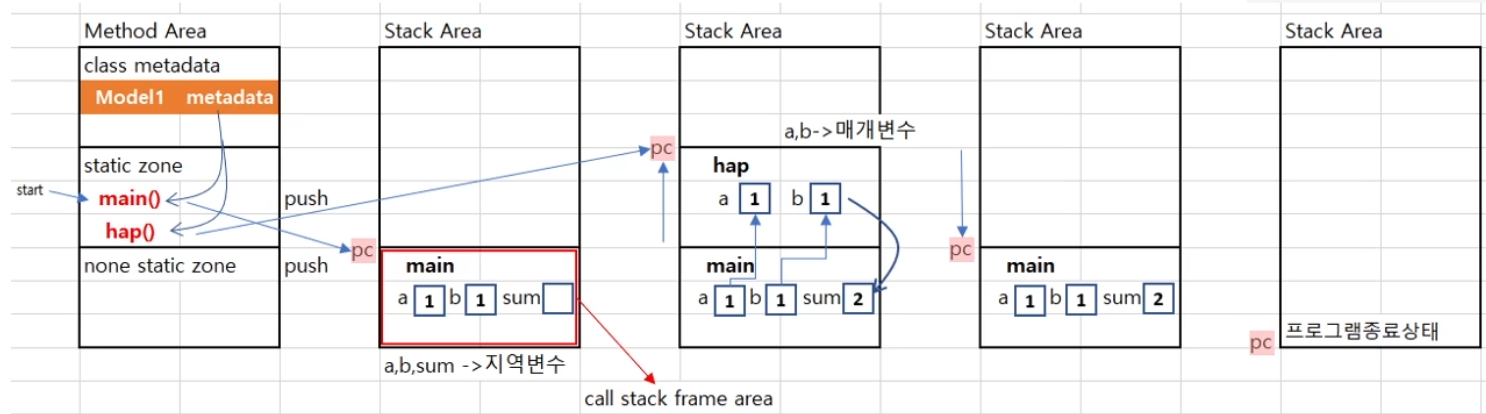 Method Area
Stack Area
Stack Area
Stack Area
Stack Area
class metadata
Model1 metadata
a,b->매개변수
pc
static zone
hap
start
main()
push
a 1 b 1
hap()
pc
pc
none static zone
push
main
main
main
a 1 b 1 sum
a 1 b 1 sum 2
a 1 b 1 sum 2
프로그램종료상태
pc
a,b,sum ->지역변수
call stack frame area